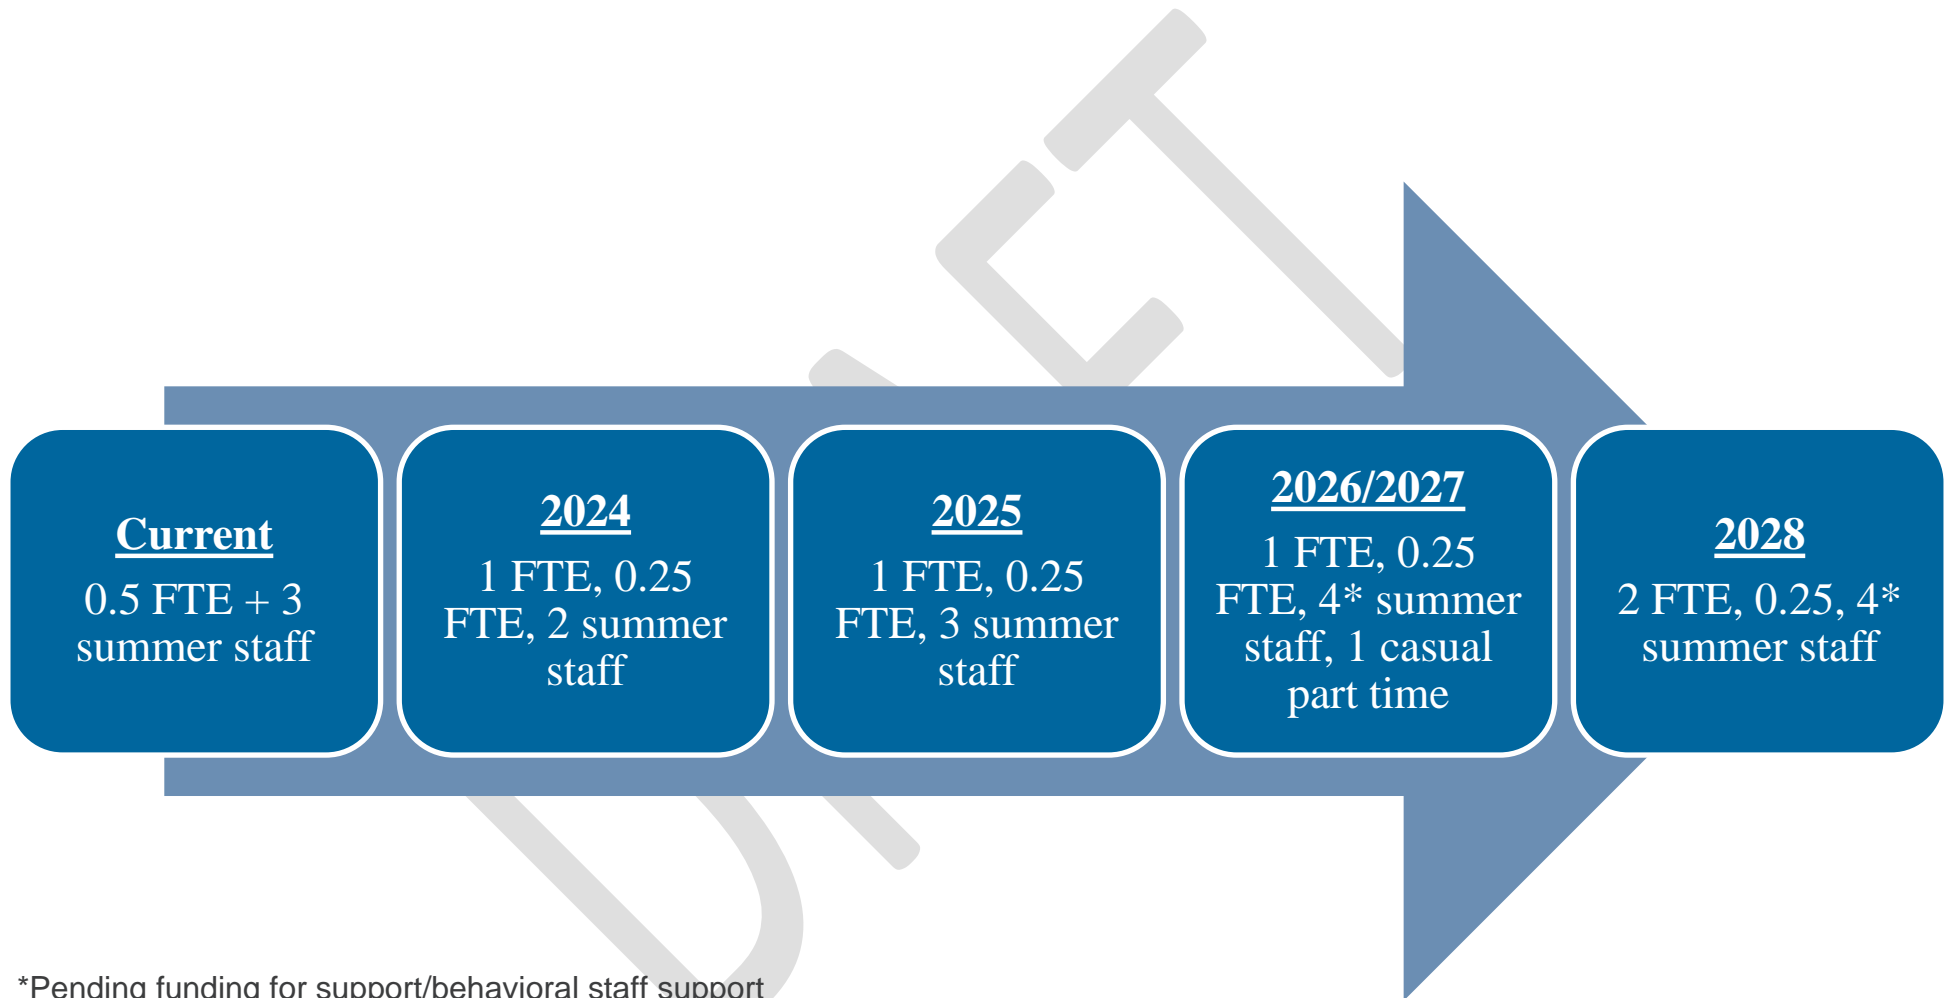 DRAFT
Current
0.5 FTE + 3
summer staff
2024
1 FTE, 0.25
FTE, 2 summer
staff
2025
1 FTE, 0.25
FTE, 3 summer
staff
2026/2027
1 FTE, 0.25
FTE, 4* summer
staff, 1 casual
part time
2028
2 FTE, 0.25, 4*
summer staff
*Pending funding for support/behavioral staff support